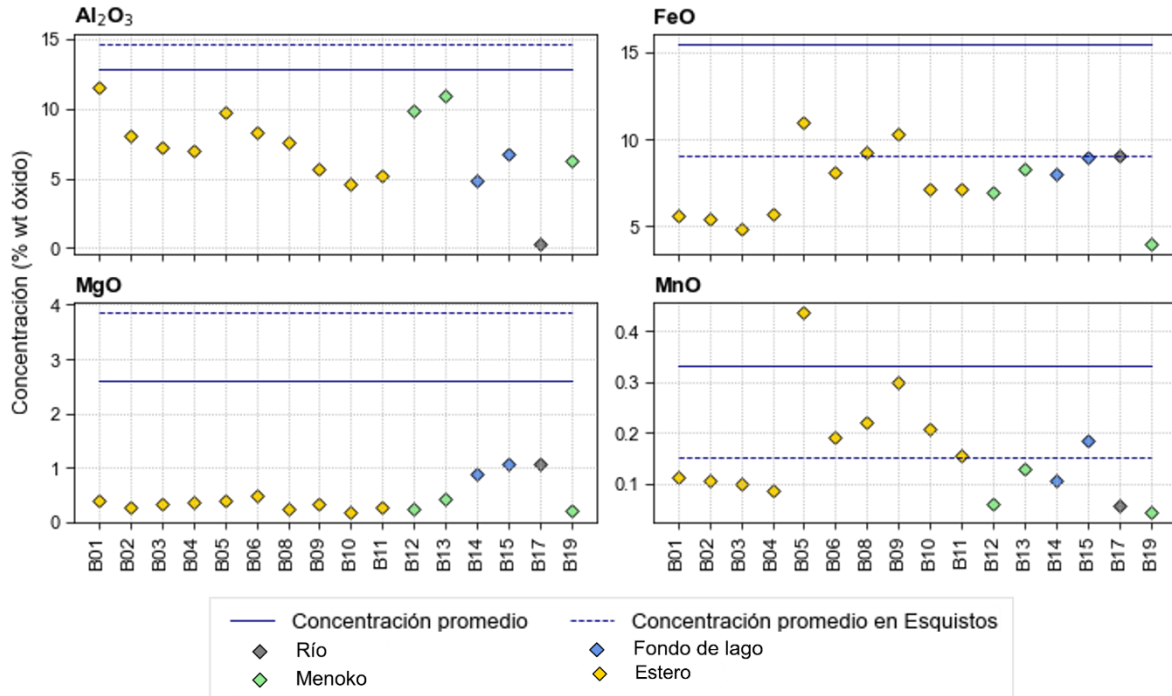 Al₂O₃
FeO
15
10
5
0
15
10
5
Concentración (% wt óxido)
MgO
MnO
4
3
2
1
0
0.4
0.3
0.2
0.1
B01 B02 B03 B04 B05 B06 B08 B09 B10 B11 B12 B13 B14 B15 B17 B19
B01 B02 B03 B04 B05 B06 B08 B09 B10 B11 B12 B13 B14 B15 B17 B19
Concentración promedio
Concentración promedio en Esquistos
Río
Fondo de lago
Menoko
Estero